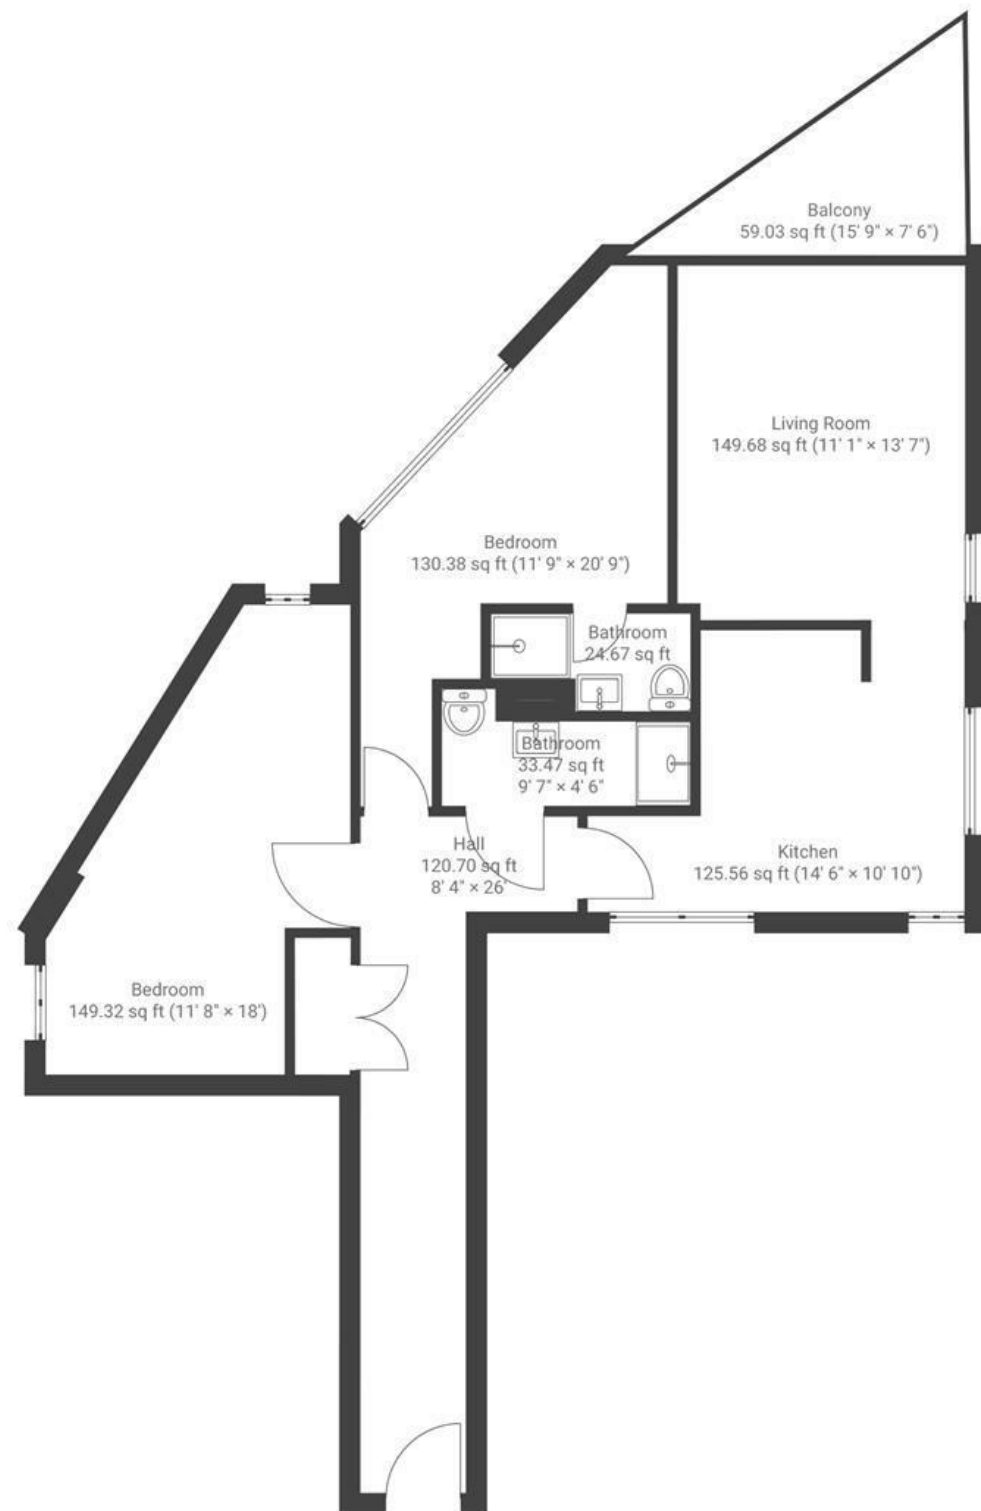 Balcony
59.03 sq ft (15' 9" × 7' 6")
Living Room
149.68 sq ft (11' 1" × 13' 7")
Bedroom
130.38 sq ft (11' 9" × 20' 9")
Bathroom
24.67 sq ft
Bathroom
33.47 sq ft
9' 7" × 4' 6"
Hall
120.70 sq ft
8' 4" × 26'
Kitchen
125.56 sq ft (14' 6" × 10' 10")
Bedroom
149.32 sq ft (11' 8" × 18')